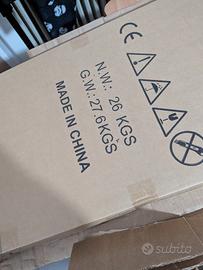 CE
N.W.: 26 KGS
G.W.: 27.6KGS
MADE IN CHINA
subito